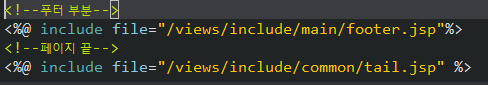 <!--푸터 부분-->
<%@ include file="/views/include/main/footer.jsp"%>
<!--페이지 끝-->
<%@ include file="/views/include/common/tail.jsp" %>